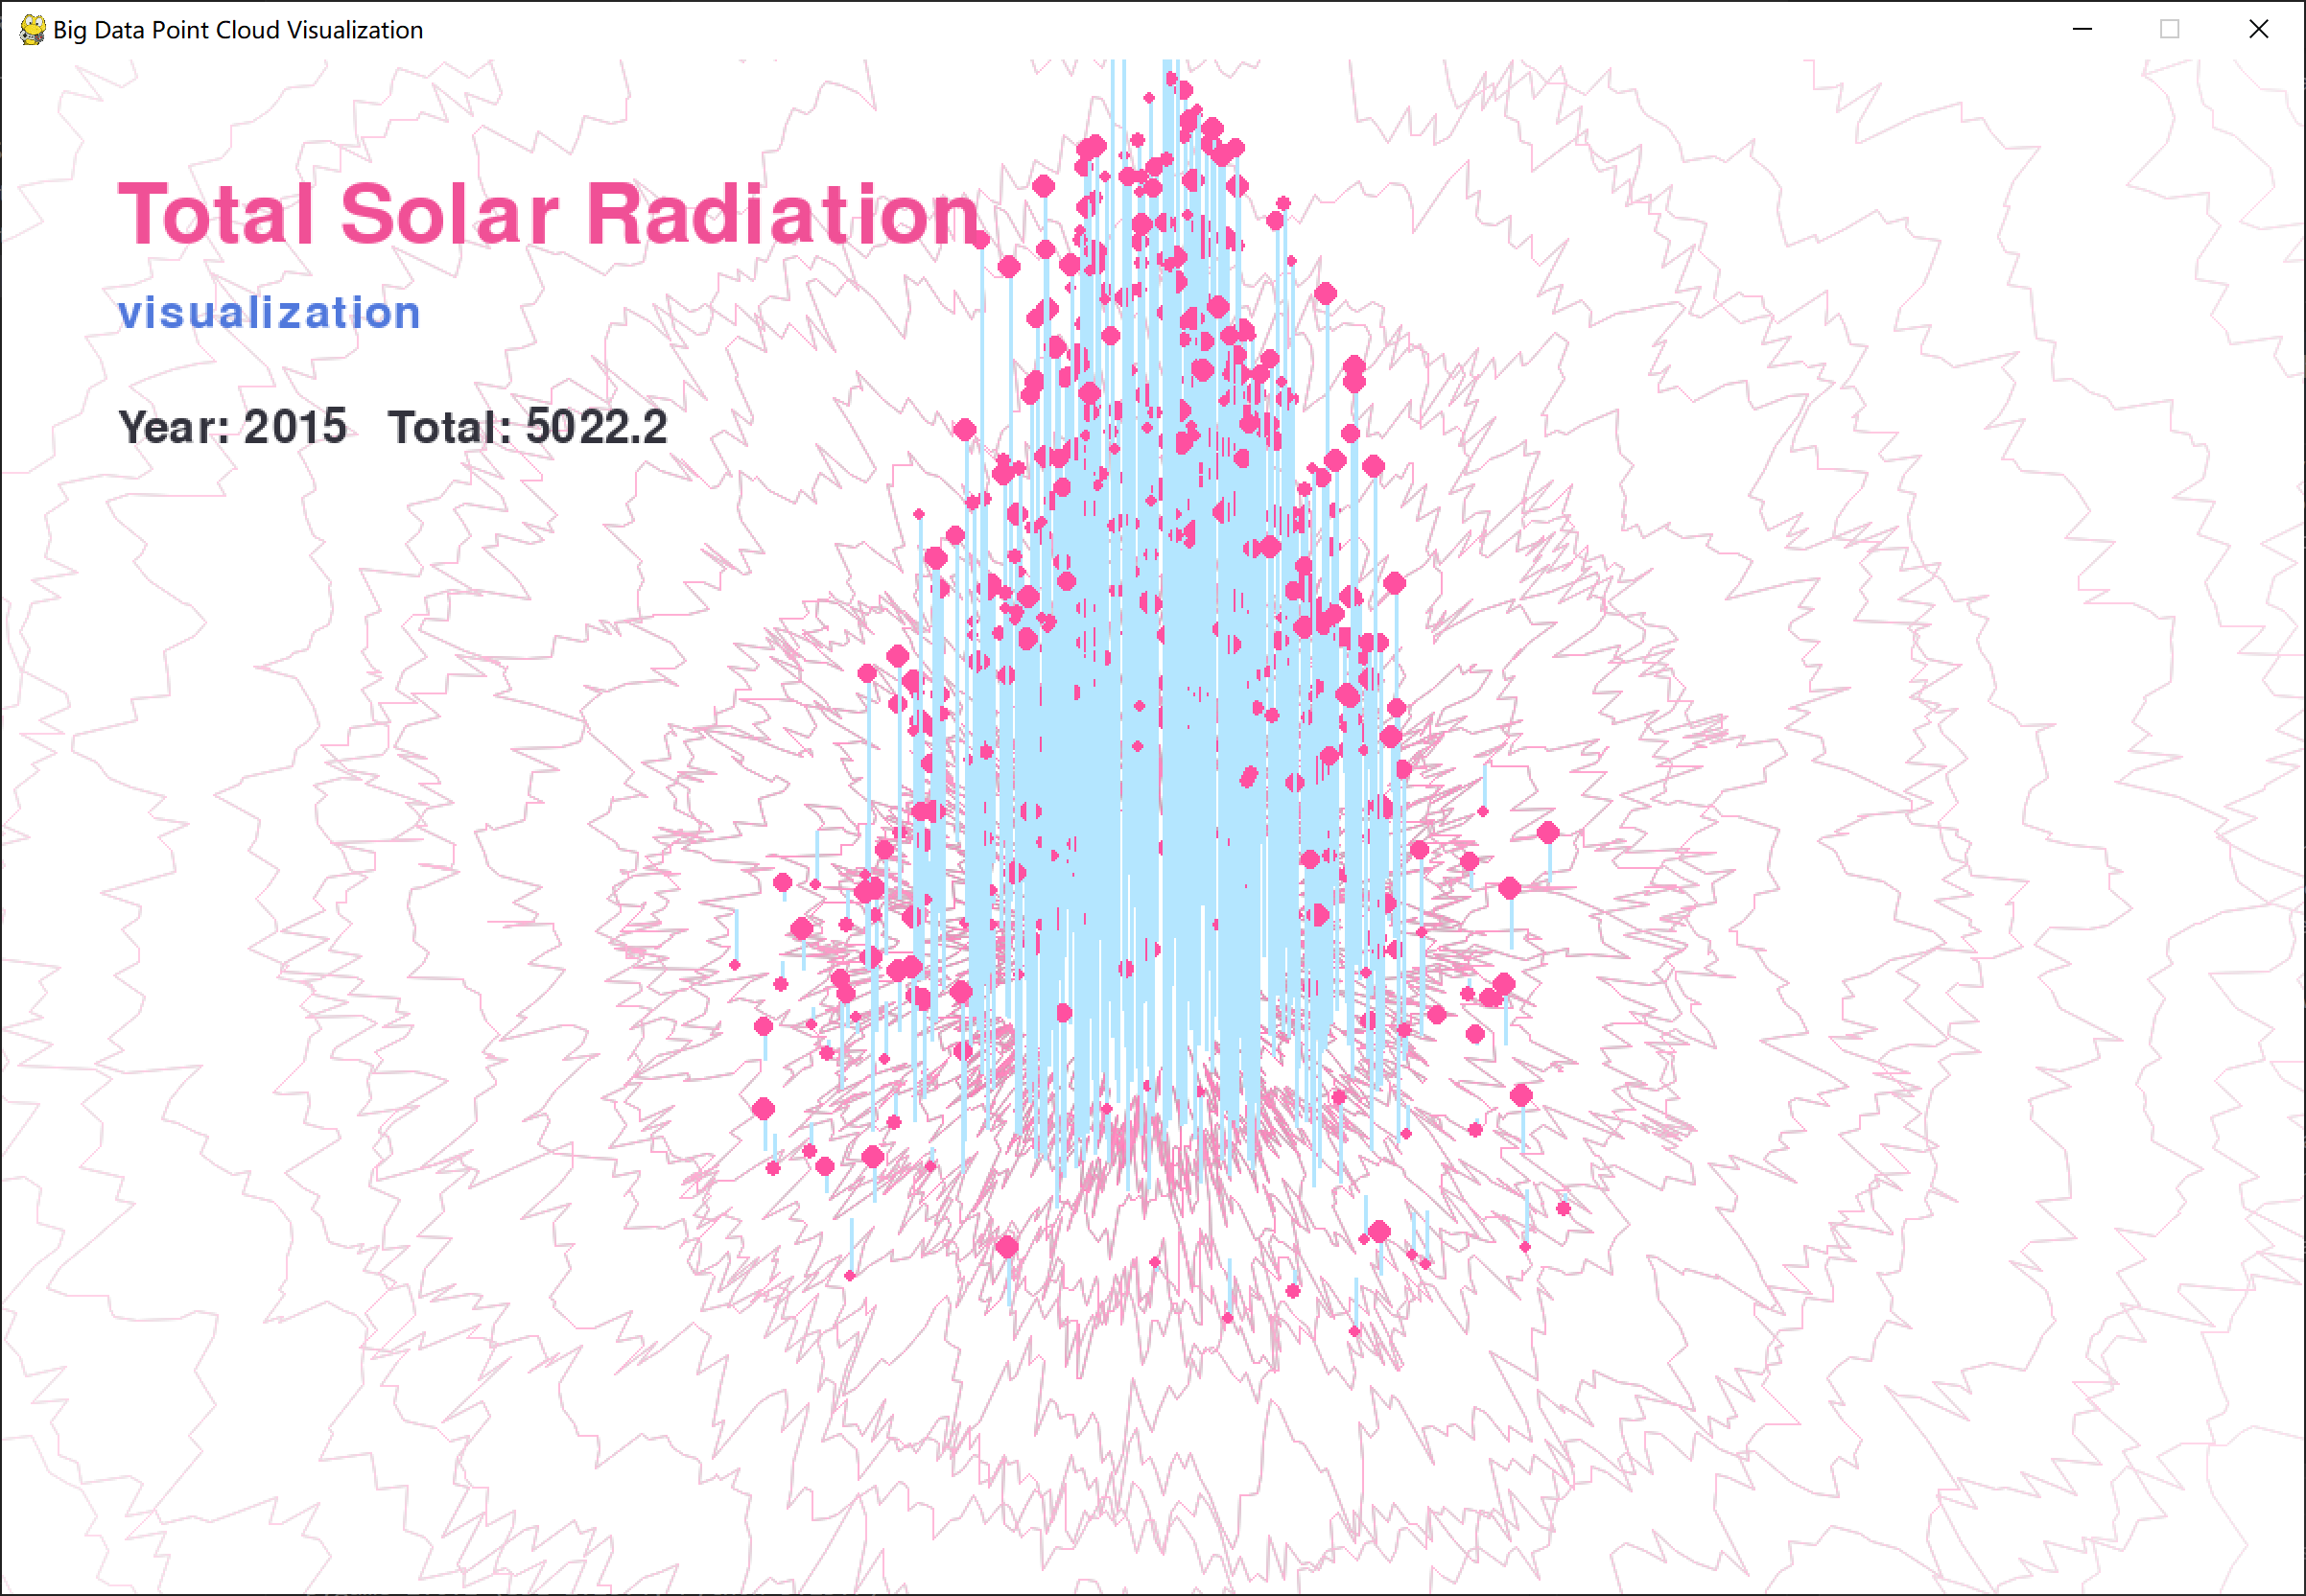 Big Data Point Cloud Visualization
Total Solar Radiation
visualization
Year: 2015 Total: 5022.2